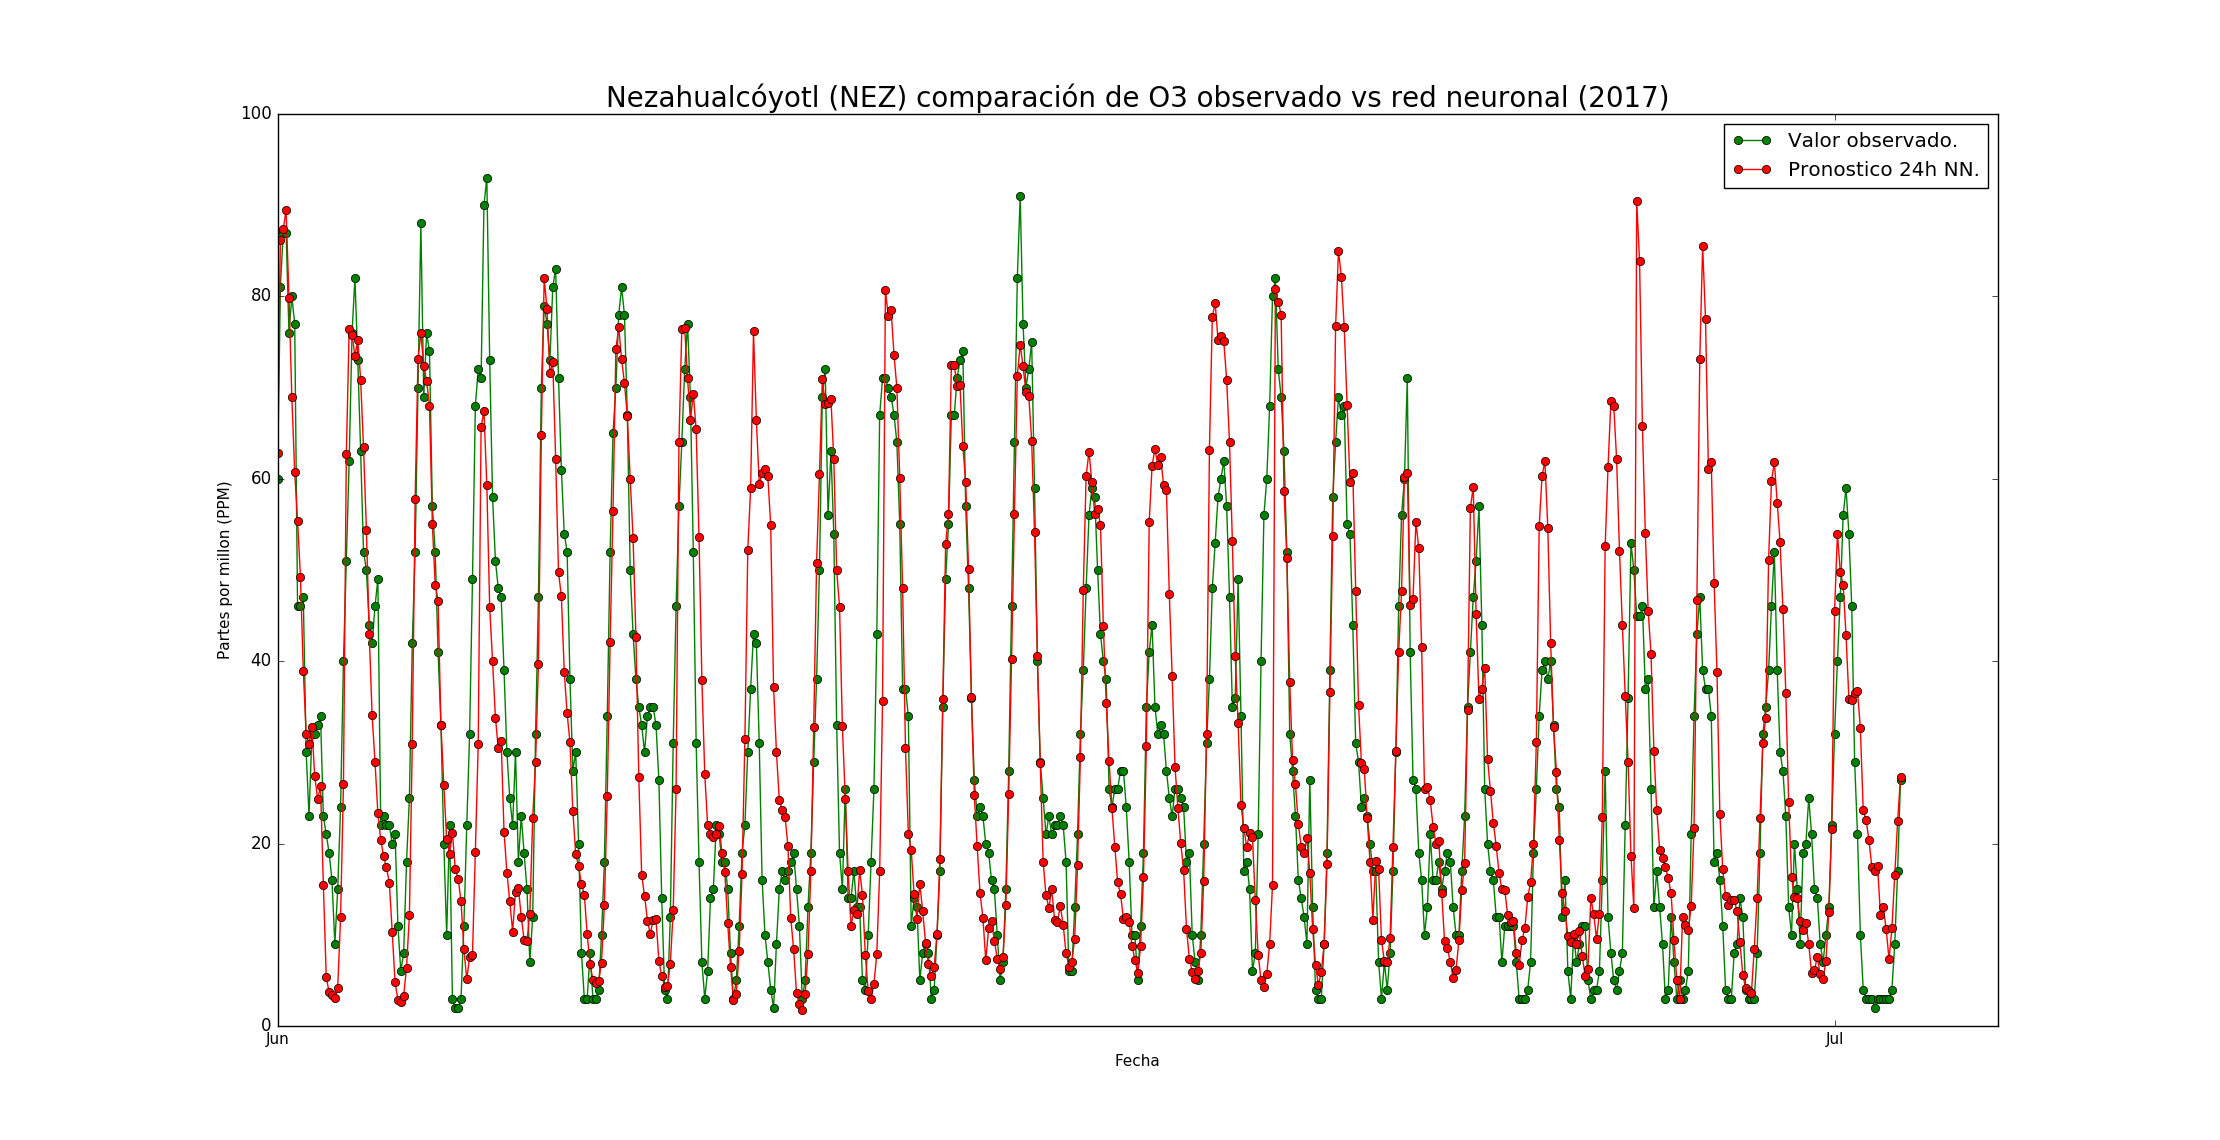 Nezahualcóyotl (NEZ) comparación de O3 observado vs red neuronal (2017)
100
80
60
40
20
0
Partes por millon (PPM)
Valor observado.
Pronostico 24h NN.
Jun
Jul
Fecha